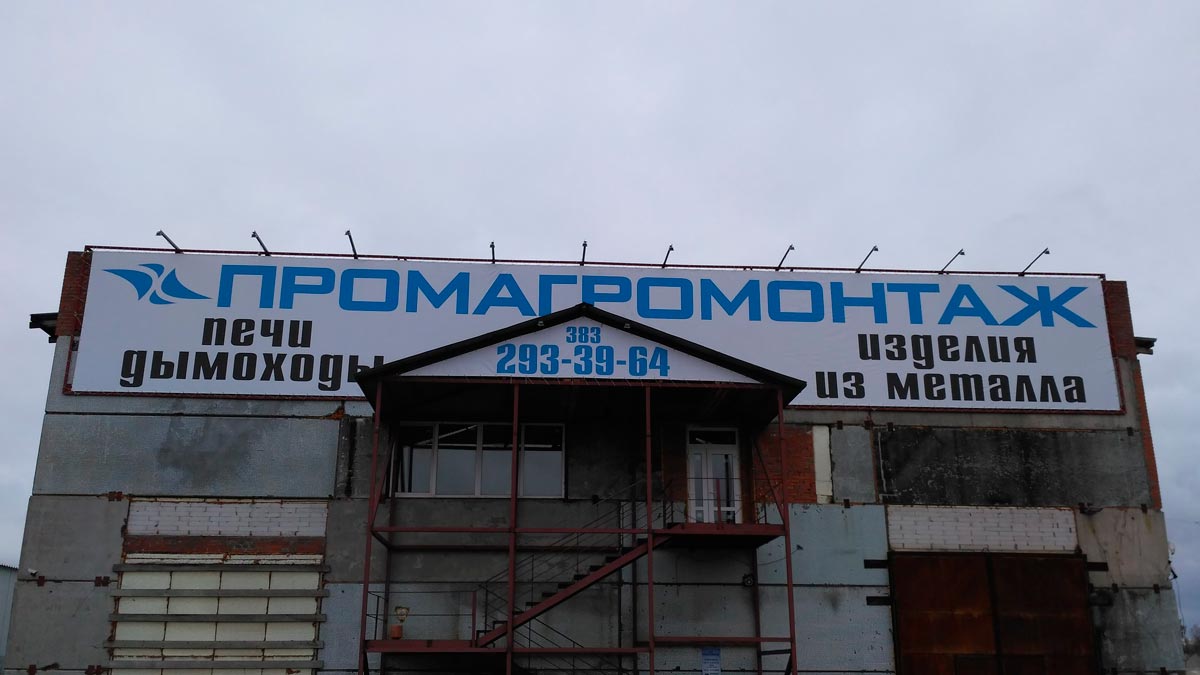 ПРОМАГРОМОНТАЖ
печи
дымоходы
383
293-39-64
изделия
из металла